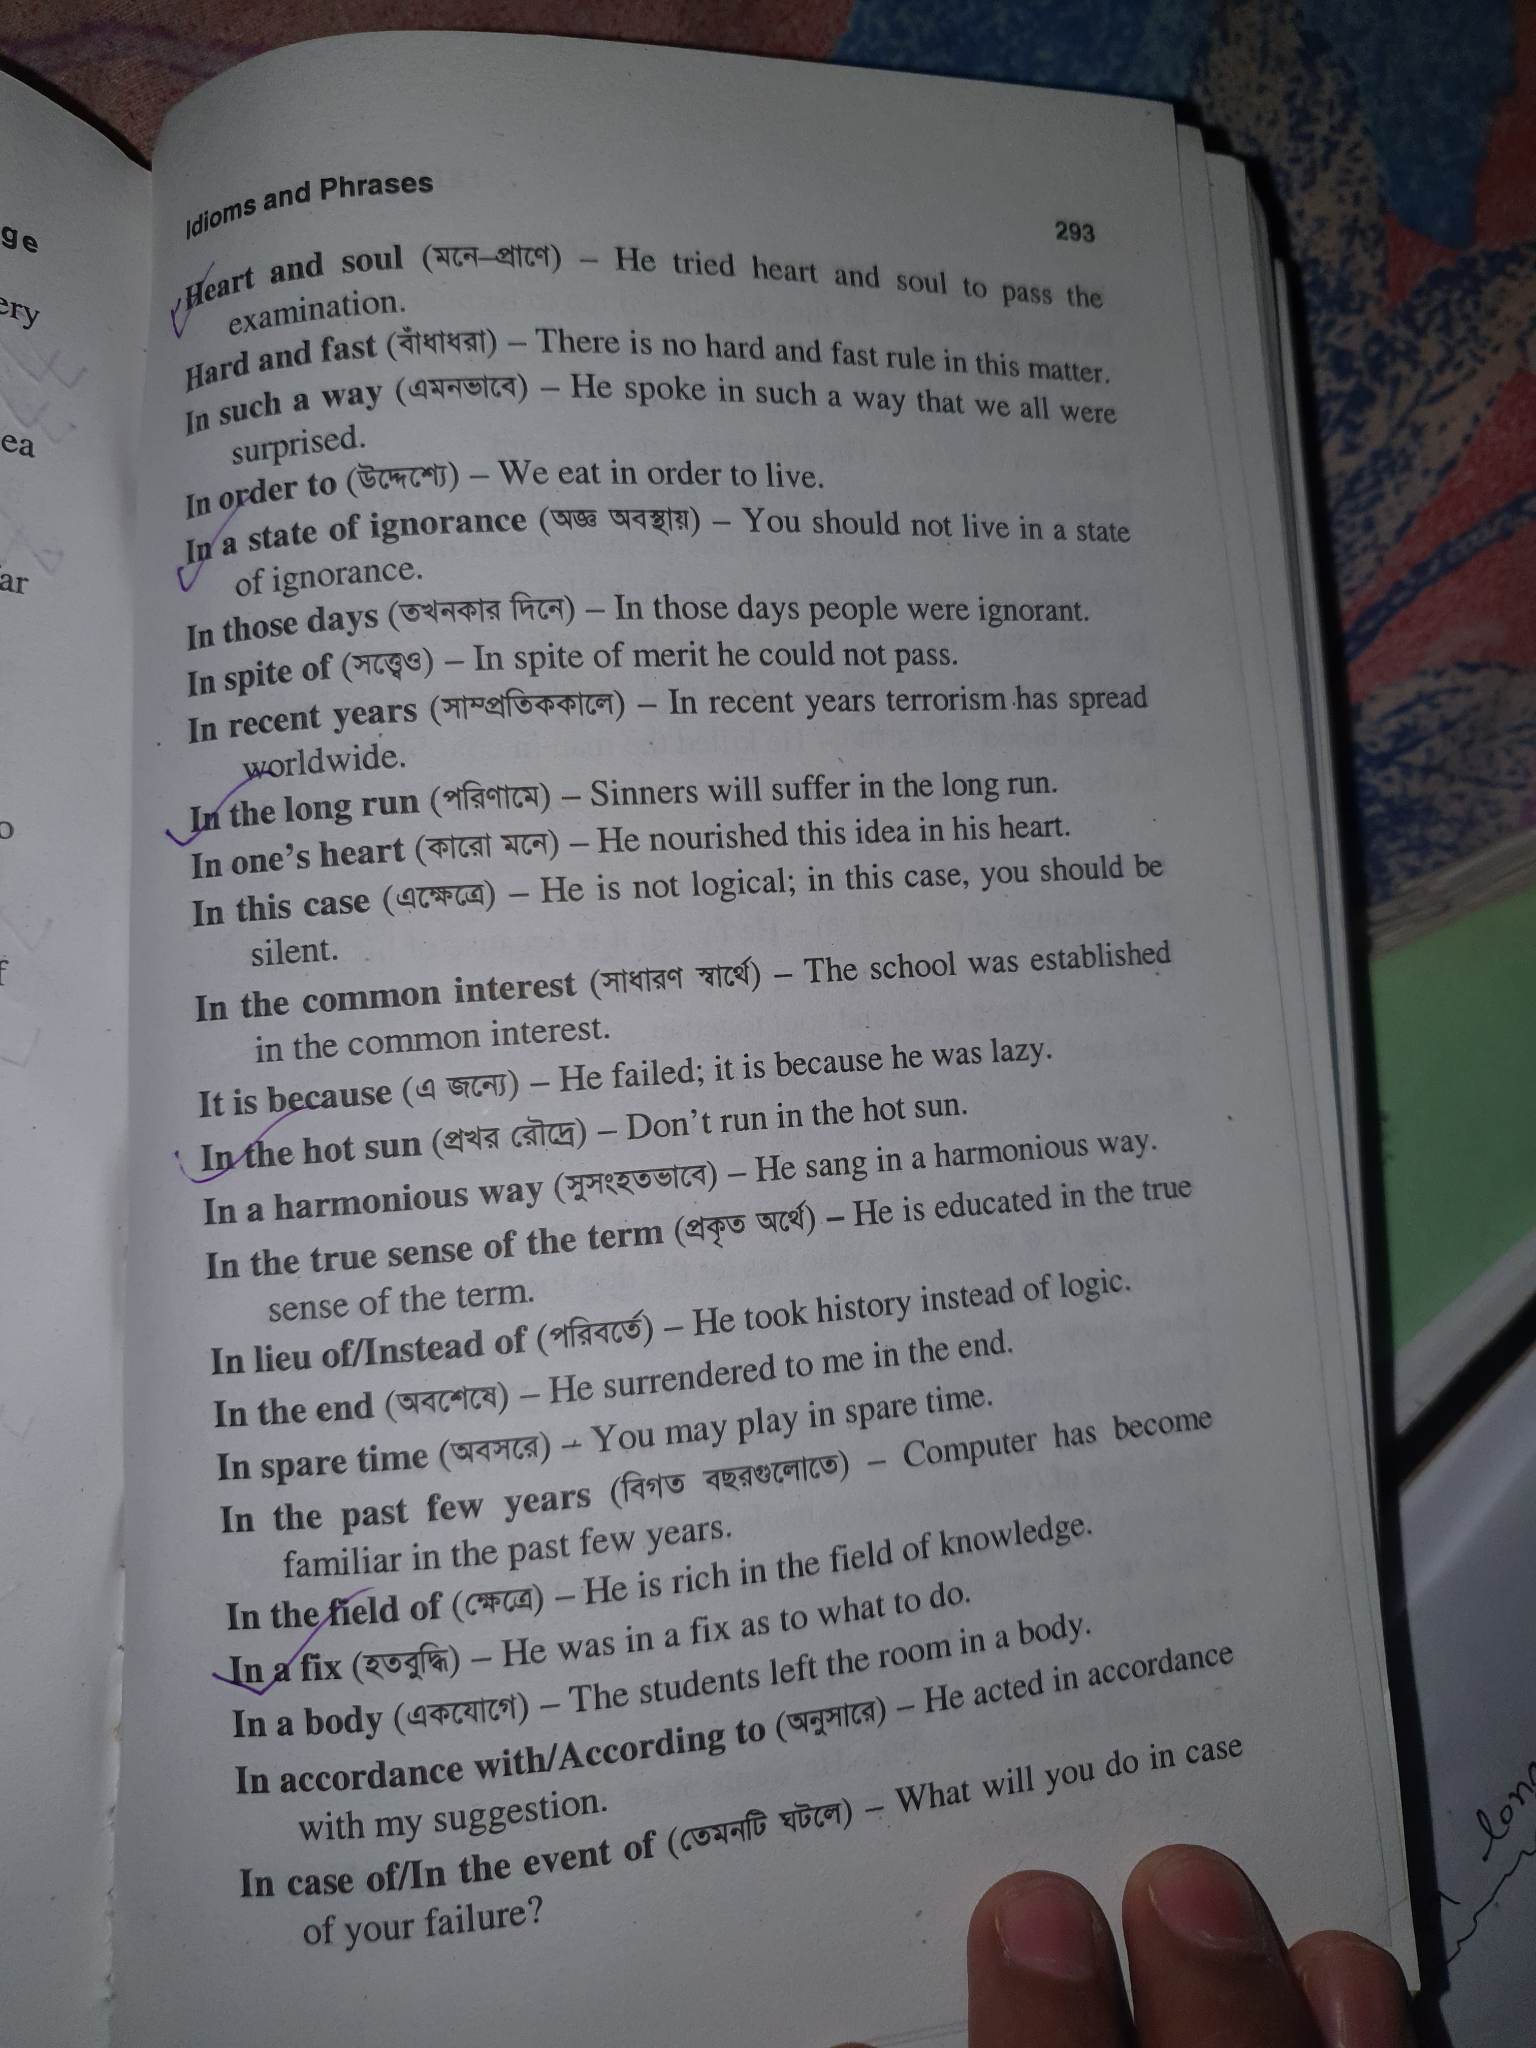 Idioms and Phrases
293
Heart and soul (মনে–প্রাণে) – He tried heart and soul to pass the
examination.
Hard and fast (বাঁধাধরা) – There is no hard and fast rule in this matter.
In such a way (এমনভাবে) – He spoke in such a way that we all were
surprised.
In order to (উদ্দেশ্যে) – We eat in order to live.
In a state of ignorance (অজ্ঞ অবস্থায়) – You should not live in a state
of ignorance.
In those days (তখনকার দিনে) – In those days people were ignorant.
In spite of (সত্ত্বেও) – In spite of merit he could not pass.
In recent years (সাম্প্রতিককালে) – In recent years terrorism has spread
worldwide.
In the long run (পরিণামে) – Sinners will suffer in the long run.
In one's heart (কারো মনে) – He nourished this idea in his heart.
In this case (এক্ষেত্রে) – He is not logical; in this case, you should be
silent.
In the common interest (সাধারণ স্বার্থে) – The school was established
in the common interest.
It is because (এ জন্যে) – He failed; it is because he was lazy.
In the hot sun (প্রখর রৌদ্রে) – Don't run in the hot sun.
In a harmonious way (সুসংহতভাবে) – He sang in a harmonious way.
In the true sense of the term (প্রকৃত অর্থে) – He is educated in the true
sense of the term.
In lieu of/Instead of (পরিবর্তে) – He took history instead of logic.
In the end (অবশেষে) – He surrendered to me in the end.
In spare time (অবসরে) – You may play in spare time.
In the past few years (বিগত বছরগুলোতে) – Computer has become
familiar in the past few years.
In the field of (ক্ষেত্রে) – He is rich in the field of knowledge.
In a fix (হতবুদ্ধি) – He was in a fix as to what to do.
In a body (একযোগে) – The students left the room in a body.
In accordance with/According to (অনুসারে) – He acted in accordance
with my suggestion.
In case of/In the event of (তেমনটি ঘটলে) – What will you do in case
of your failure?
ge
ery
ea
ar